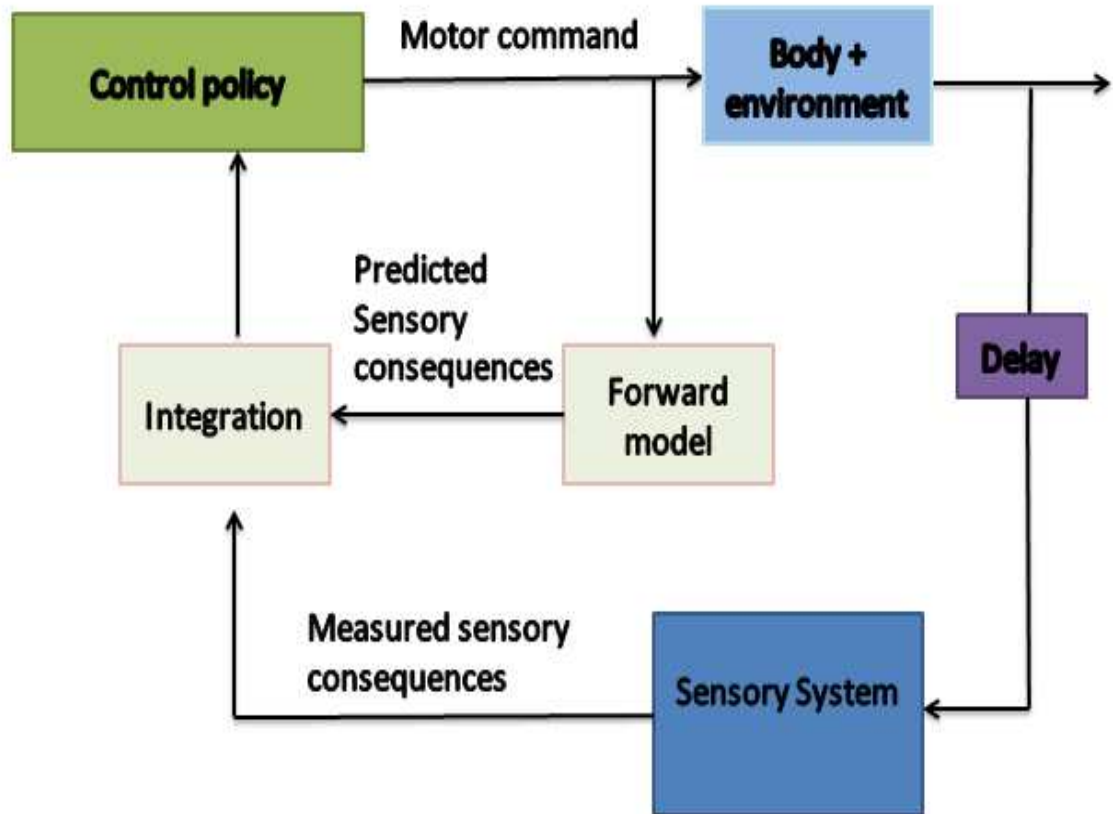 Motor command
Control policy
Body +
environment
Predicted
Sensory
consequences
Delay
Integration
Forward
model
Measured sensory
consequences
Sensory System